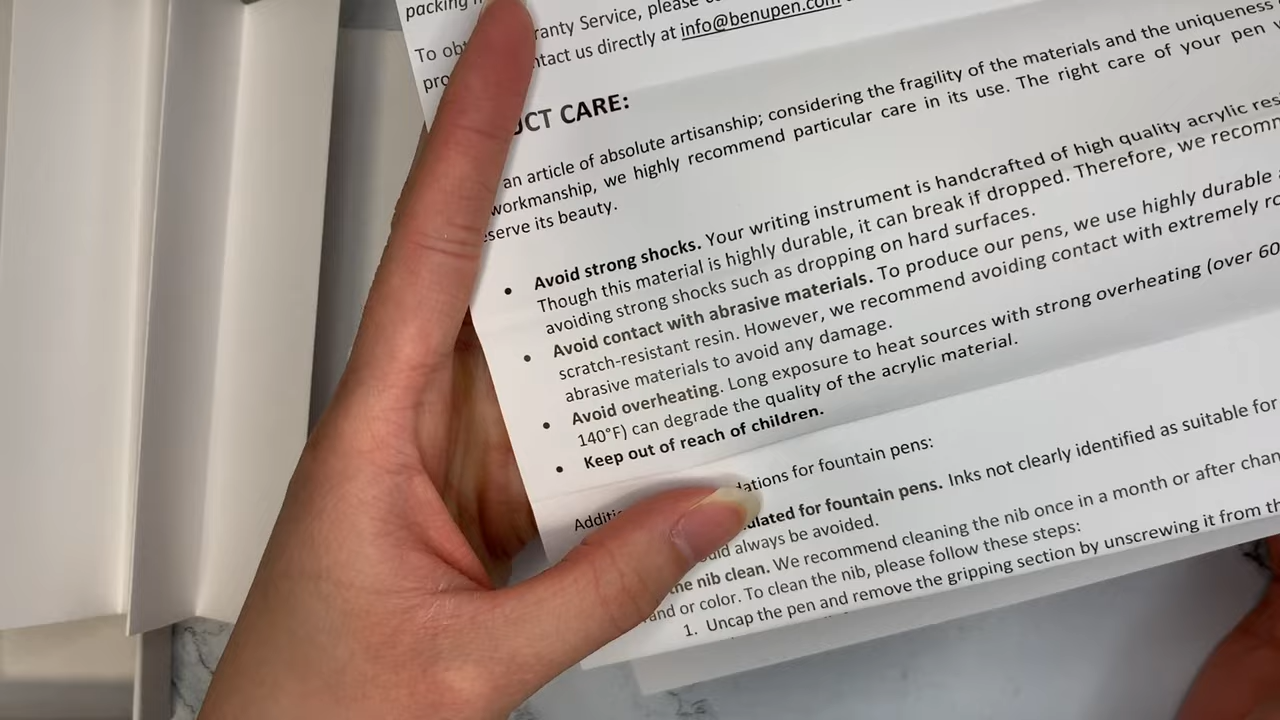 packing
To ranty Service, please
ntact us directly at info@benupen.com
UCT CARE:
an article of absolute artisanship; considering the fragility of the materials and the uniqueness
workmanship, we highly recommend particular care in its use. The right care of your pen
serve its beauty.
• Avoid strong shocks. Your writing instrument is handcrafted of high quality acrylic
Though this material is highly durable, it can break if dropped. Therefore, we
avoiding strong shocks such as dropping on hard surfaces.
• Avoid contact with abrasive materials. To produce our pens, we use highly durable
scratch-resistant resin. However, we recommend avoiding contact with extremely
abrasive materials to avoid any damage.
• Avoid overheating. Long exposure to heat sources with strong overheating (over 60
140°F) can degrade the quality of the acrylic material.
• Keep out of reach of children.
dations for fountain pens:
ulated for fountain pens. Inks not clearly identified as suitable for
always be avoided.
the nib clean. We recommend cleaning the nib once in a month or after
and or color. To clean the nib, please follow these steps:
1. Uncap the pen and remove the gripping section by unscrewing it from